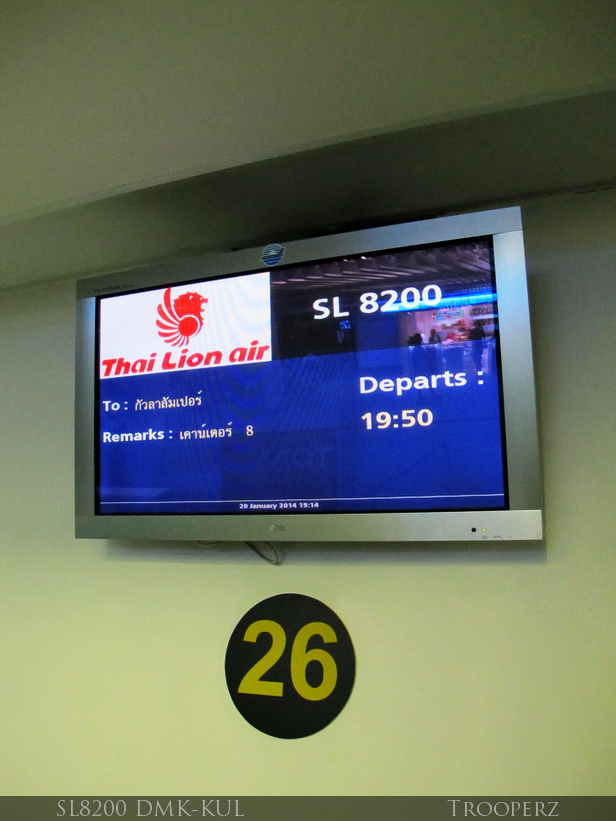 SL 8200
Thai Lion air
To : กัวลาลัมเปอร์
Departs :
19:50
Remarks : เคาน์เตอร์ 8
20 January 2014 19:14
26
SL8200 DMK-KUL
Trooperz